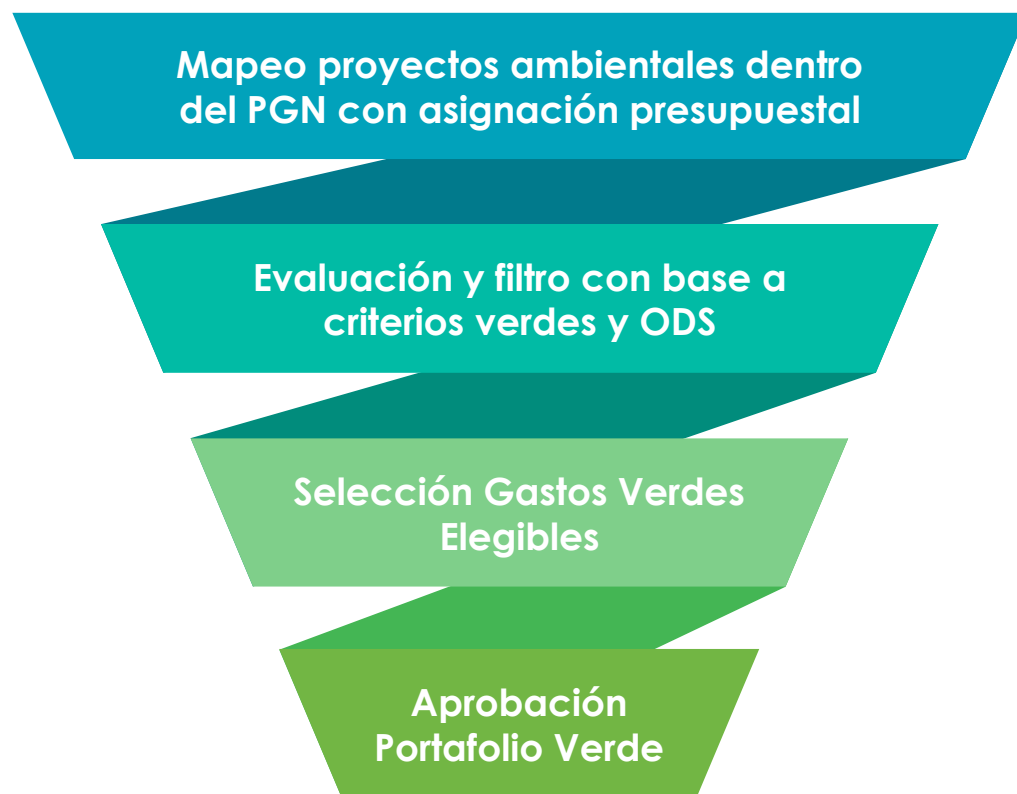 Mapeo proyectos ambientales dentro
del PGN con asignación presupuestal
Evaluación y filtro con base a
criterios verdes y ODS
Selección Gastos Verdes
Elegibles
Aprobación
Portafolio Verde